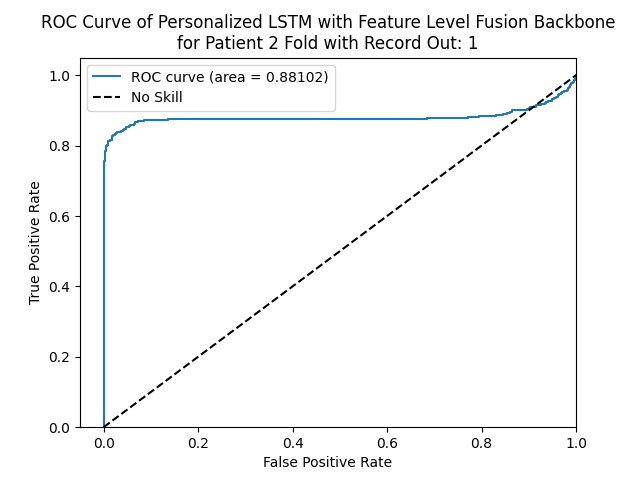 ROC Curve of Personalized LSTM with Feature Level Fusion Backbone
for Patient 2 Fold with Record Out: 1
ROC curve (area = 0.88102)
No Skill
True Positive Rate
1.0
0.8
0.6
0.4
0.2
0.0
0.0 0.2 0.4 0.6 0.8 1.0
False Positive Rate